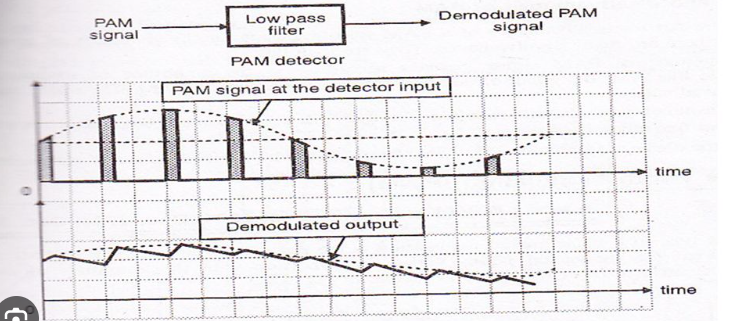 PAM
signal
Low pass
filter
Demodulated PAM
signal
PAM detector
PAM signal at the detector input
time
Demodulated output
time